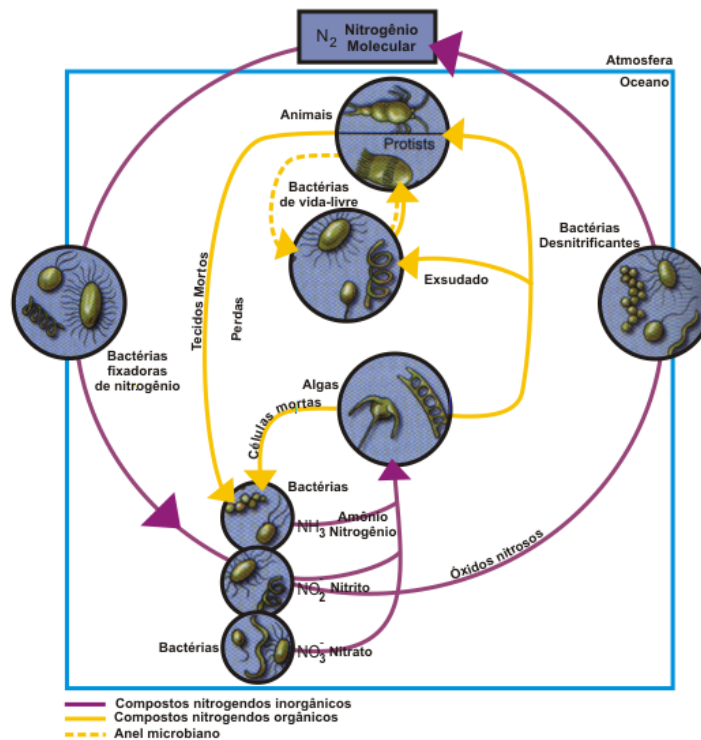 N2 Nitrogênio
Molecular
Atmosfera
Oceano
Animais
Protists
Bactérias
de vida-livre
Bactérias
Desnitrificantes
Exsudado
Tecidos Mortos
Perdas
Bactérias
fixadoras
de nitrogênio
Algas
Células mortas
Bactérias
NH3 Amônio
Nitrogênio
Óxidos nitrosos
NO2- Nitrito
Bactérias
NO3- Nitrato
Compostos nitrogendos inorgânicos
Compostos nitrogendos orgânicos
Anel microbiano